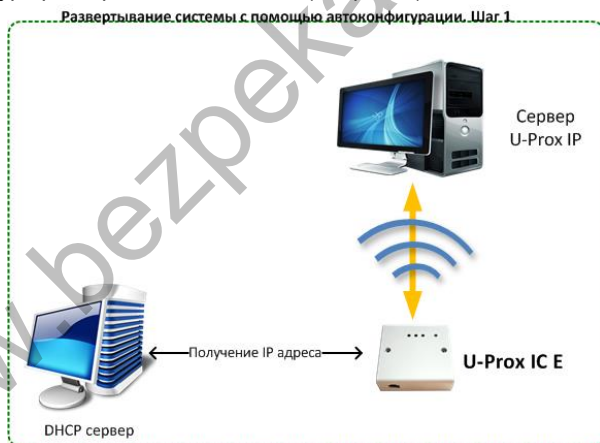 Развертывание системы с помощью автоконфигурации. Шаг 1
Сервер
U-Prox IP
Получение IP адреса
U-Prox IC E
DHCP сервер